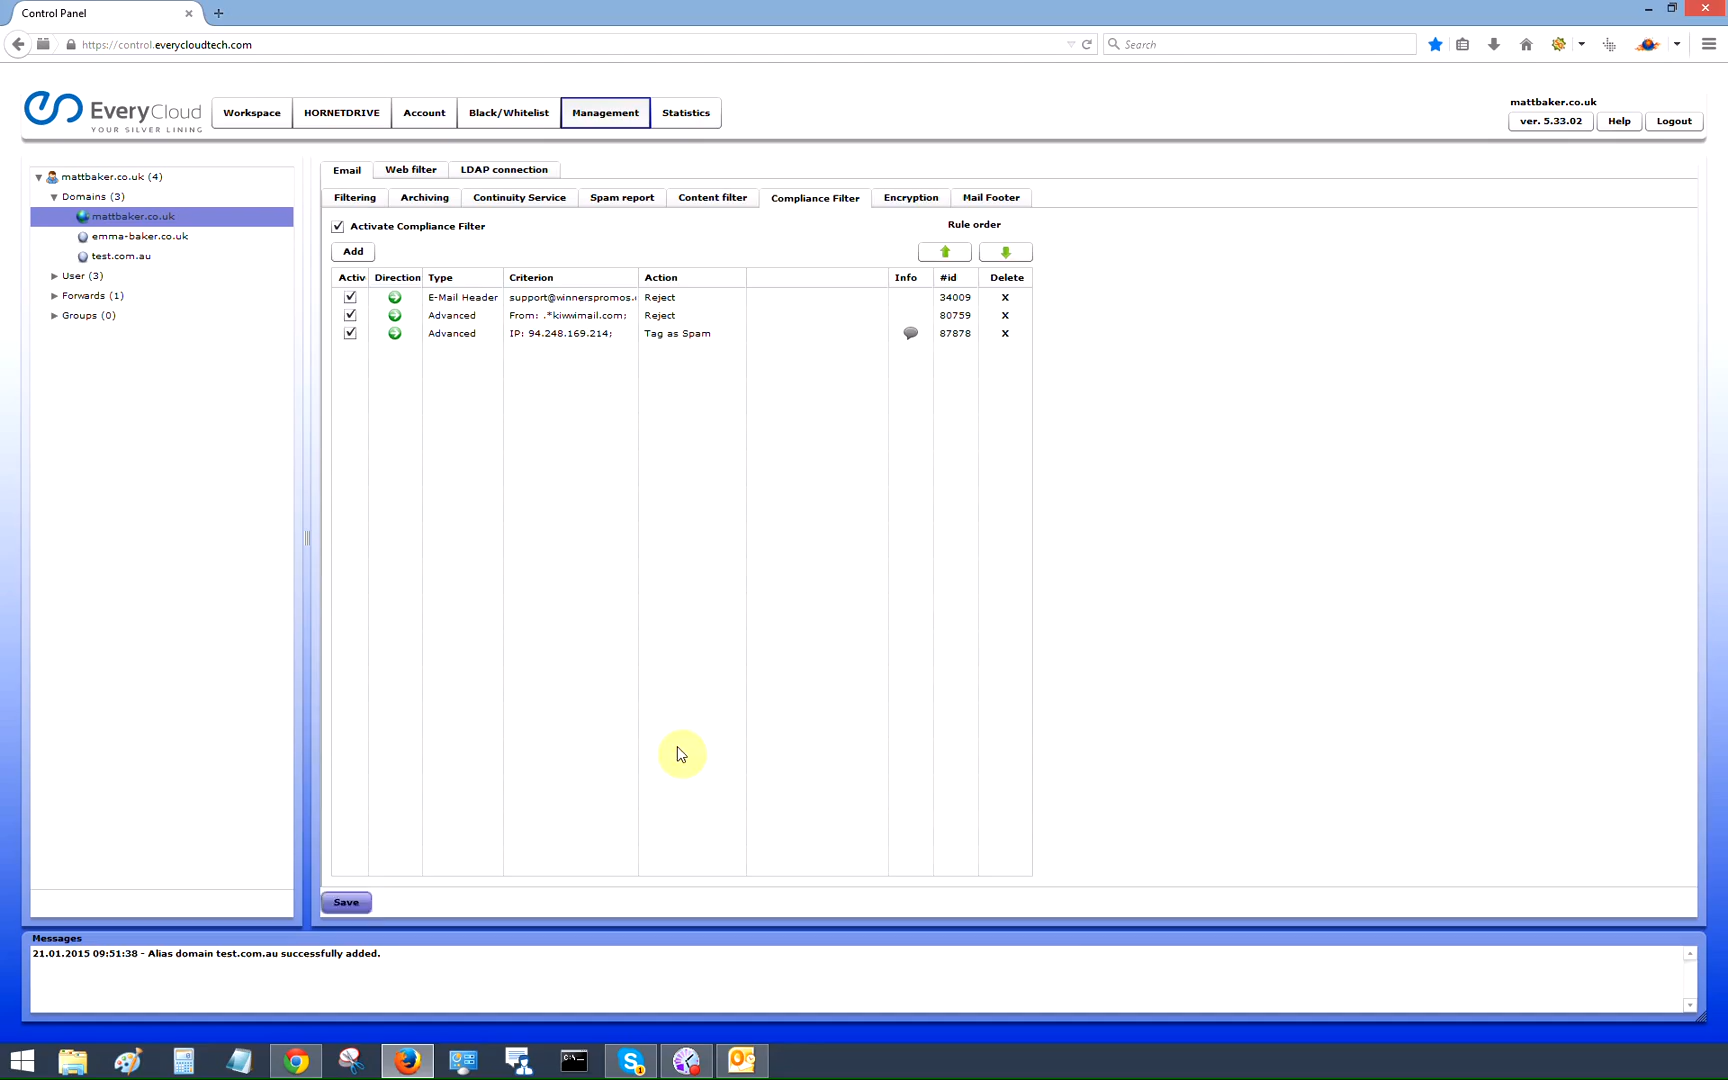 Control Panel
https://control.everycloudtech.com
Search
EveryCloud
YOUR SILVER LINING
Workspace
HORNETDRIVE
Account
Black/Whitelist
Management
Statistics
mattbaker.co.uk
ver. 5.33.02
Help
Logout
mattbaker.co.uk (4)
Domains (3)
mattbaker.co.uk
emma-baker.co.uk
test.com.au
User (3)
Forwards (1)
Groups (0)
Email
Web filter
LDAP connection
Filtering
Archiving
Continuity Service
Spam report
Content filter
Compliance Filter
Encryption
Mail Footer
Activate Compliance Filter
Rule order
Add
Activ Direction Type Criterion Action Info #id Delete
E-Mail Header support@winnerspromos. Reject 34009 X
Advanced From: .*kiwwimail.com; Reject 80759 X
Advanced IP: 94.248.169.214; Tag as Spam 87878 X
Save
Messages
21.01.2015 09:51:38 - Alias domain test.com.au successfully added.